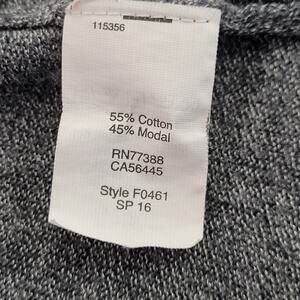 115356
55% Cotton
45% Modal
RN77388
CA56445
Style F0461
SP 16